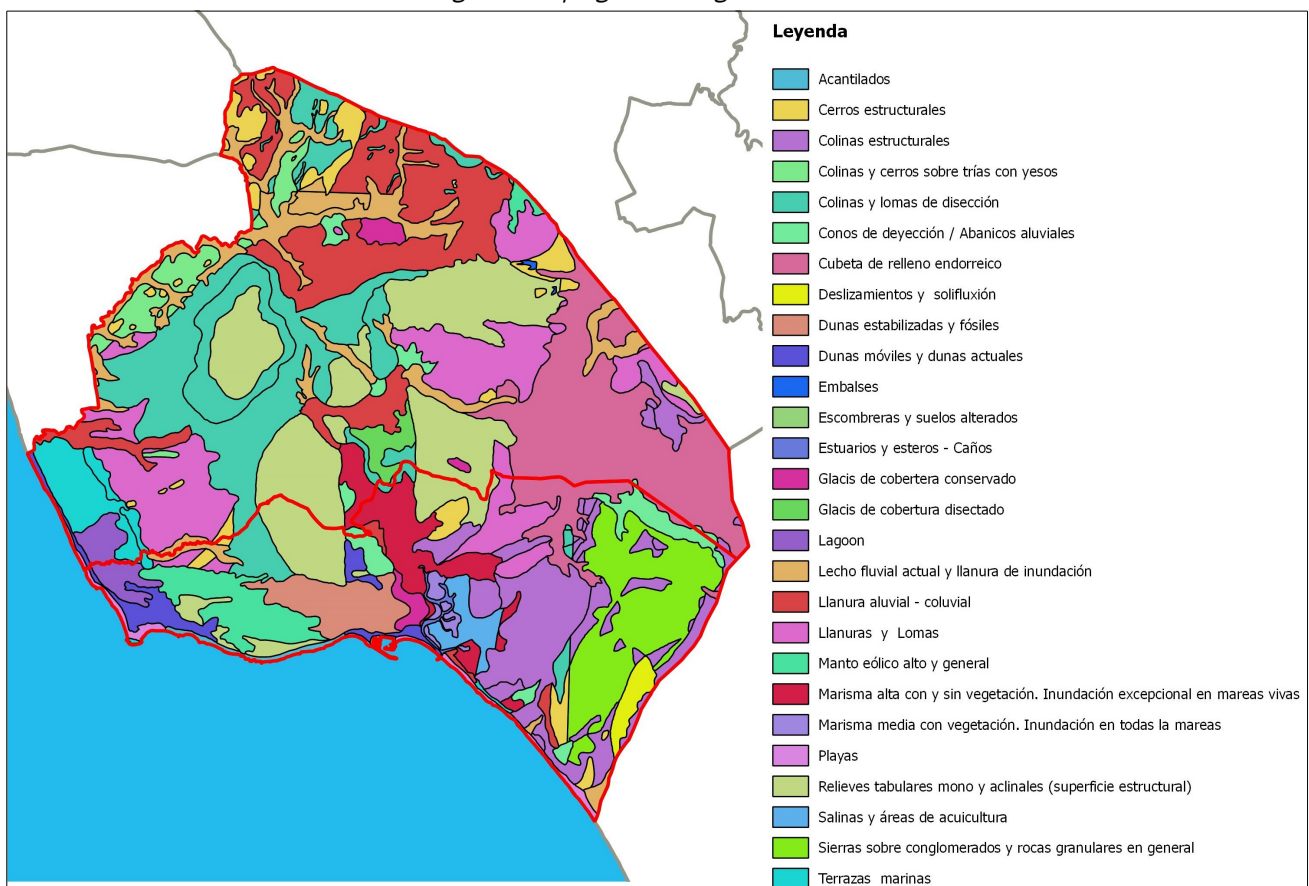 Leyenda
Acantilados
Cerros estructurales
Colinas estructurales
Colinas y cerros sobre trías con yesos
Colinas y lomas de disección
Conos de deyección / Abanicos aluviales
Cubeta de relleno endorreico
Deslizamientos y solifluxión
Dunas estabilizadas y fósiles
Dunas móviles y dunas actuales
Embalses
Escombreras y suelos alterados
Estuarios y esteros - Caños
Glacis de cobertera conservado
Glacis de cobertura disectado
Lagoon
Lecho fluvial actual y llanura de inundación
Llanura aluvial - coluvial
Llanuras y Lomas
Manto eólico alto y general
Marisma alta con y sin vegetación. Inundación excepcional en mareas vivas
Marisma media con vegetación. Inundación en todas la mareas
Playas
Relieves tabulares mono y aclinales (superficie estructural)
Salinas y áreas de acuicultura
Sierras sobre conglomerados y rocas granulares en general
Terrazas marinas